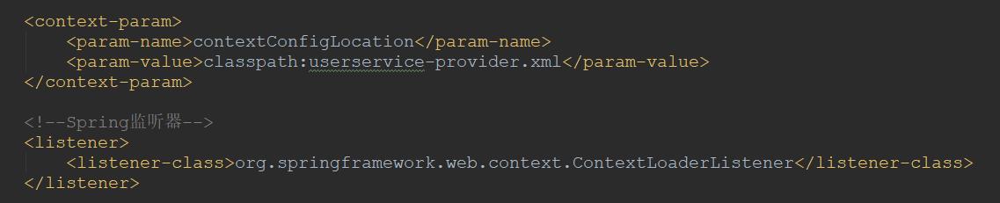 <context-param>
<param-name>contextConfigLocation</param-name>
<param-value>classpath:userservice-provider.xml</param-value>
</context-param>
<!--Spring监听器-->
<listener>
<listener-class>org.springframework.web.context.ContextLoaderListener</listener-class>
</listener>